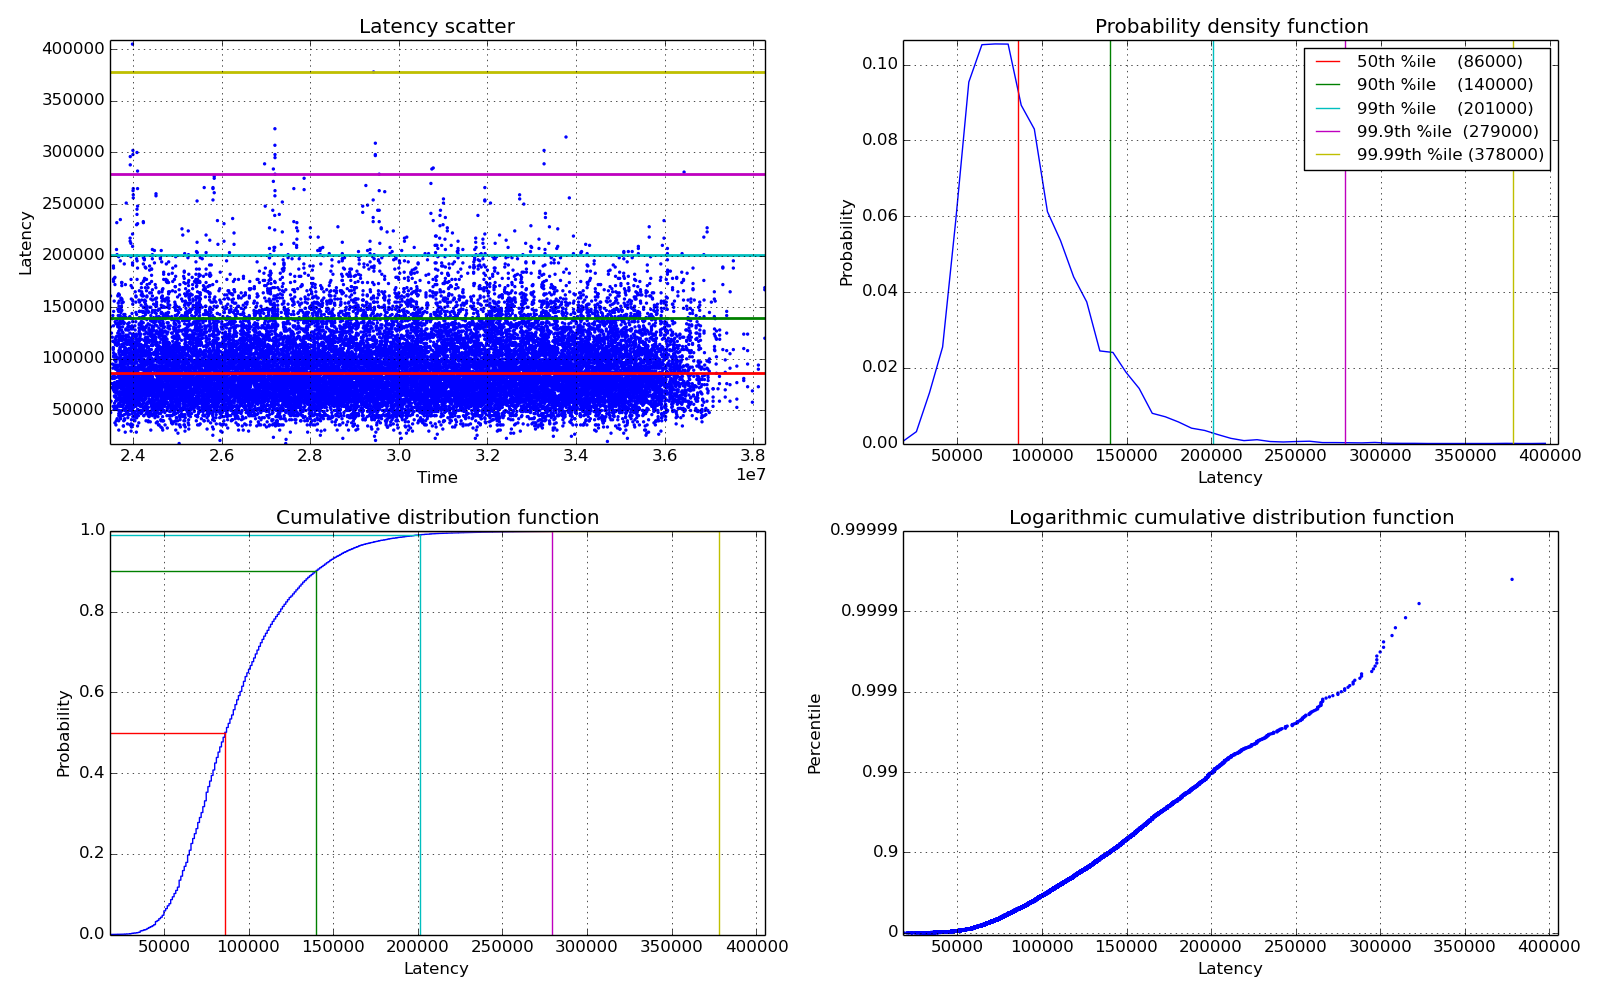 Latency scatter
400000
350000
300000
250000
200000
150000
100000
50000
Latency
2.4 2.6 2.8 3.0 3.2 3.4 3.6 3.8
1e7
Time
Probability density function
50th %ile (86000)
90th %ile (140000)
99th %ile (201000)
99.9th %ile (279000)
99.99th %ile (378000)
0.10
0.08
0.06
0.04
0.02
0.00
Probability
50000 100000 150000 200000 250000 300000 350000 400000
Latency
Cumulative distribution function
1.0
0.8
0.6
0.4
0.2
0.0
Probability
50000 100000 150000 200000 250000 300000 350000 400000
Latency
Logarithmic cumulative distribution function
0.99999
0.9999
0.999
0.99
0.9
0
Percentile
50000 100000 150000 200000 250000 300000 350000 400000
Latency